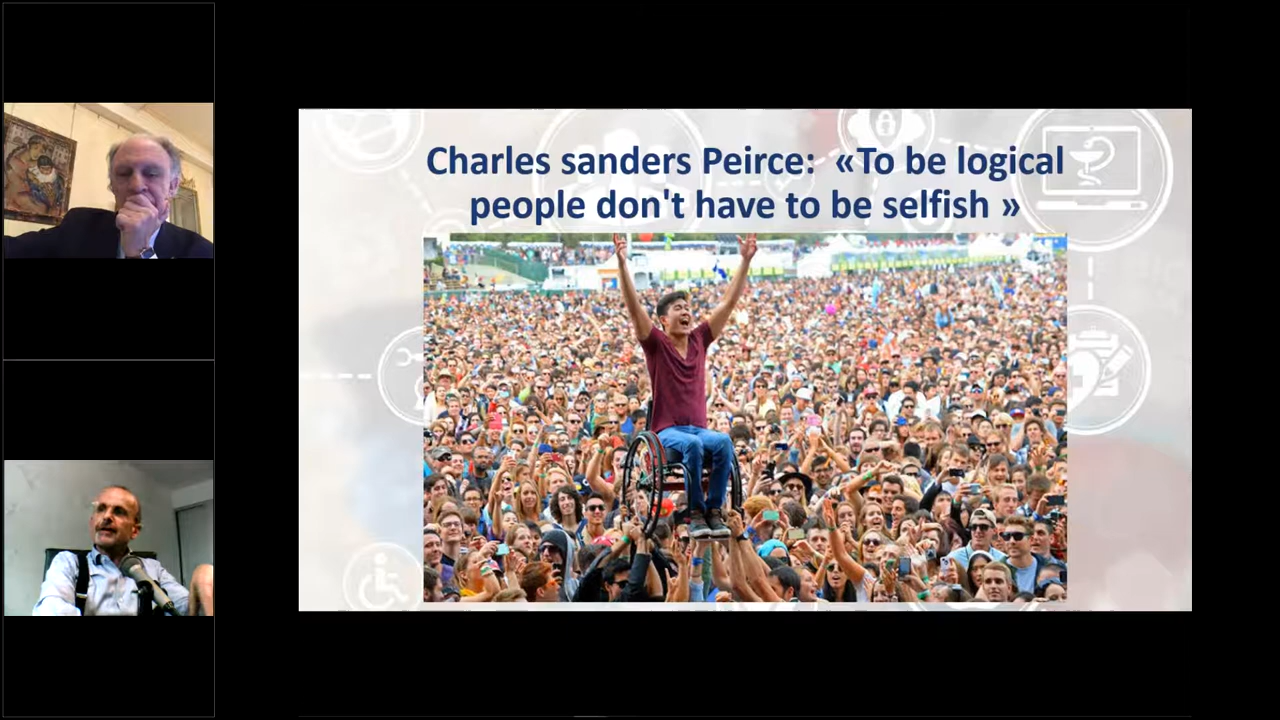 Charles sanders Peirce:  «To be logical
people don't have to be selfish »